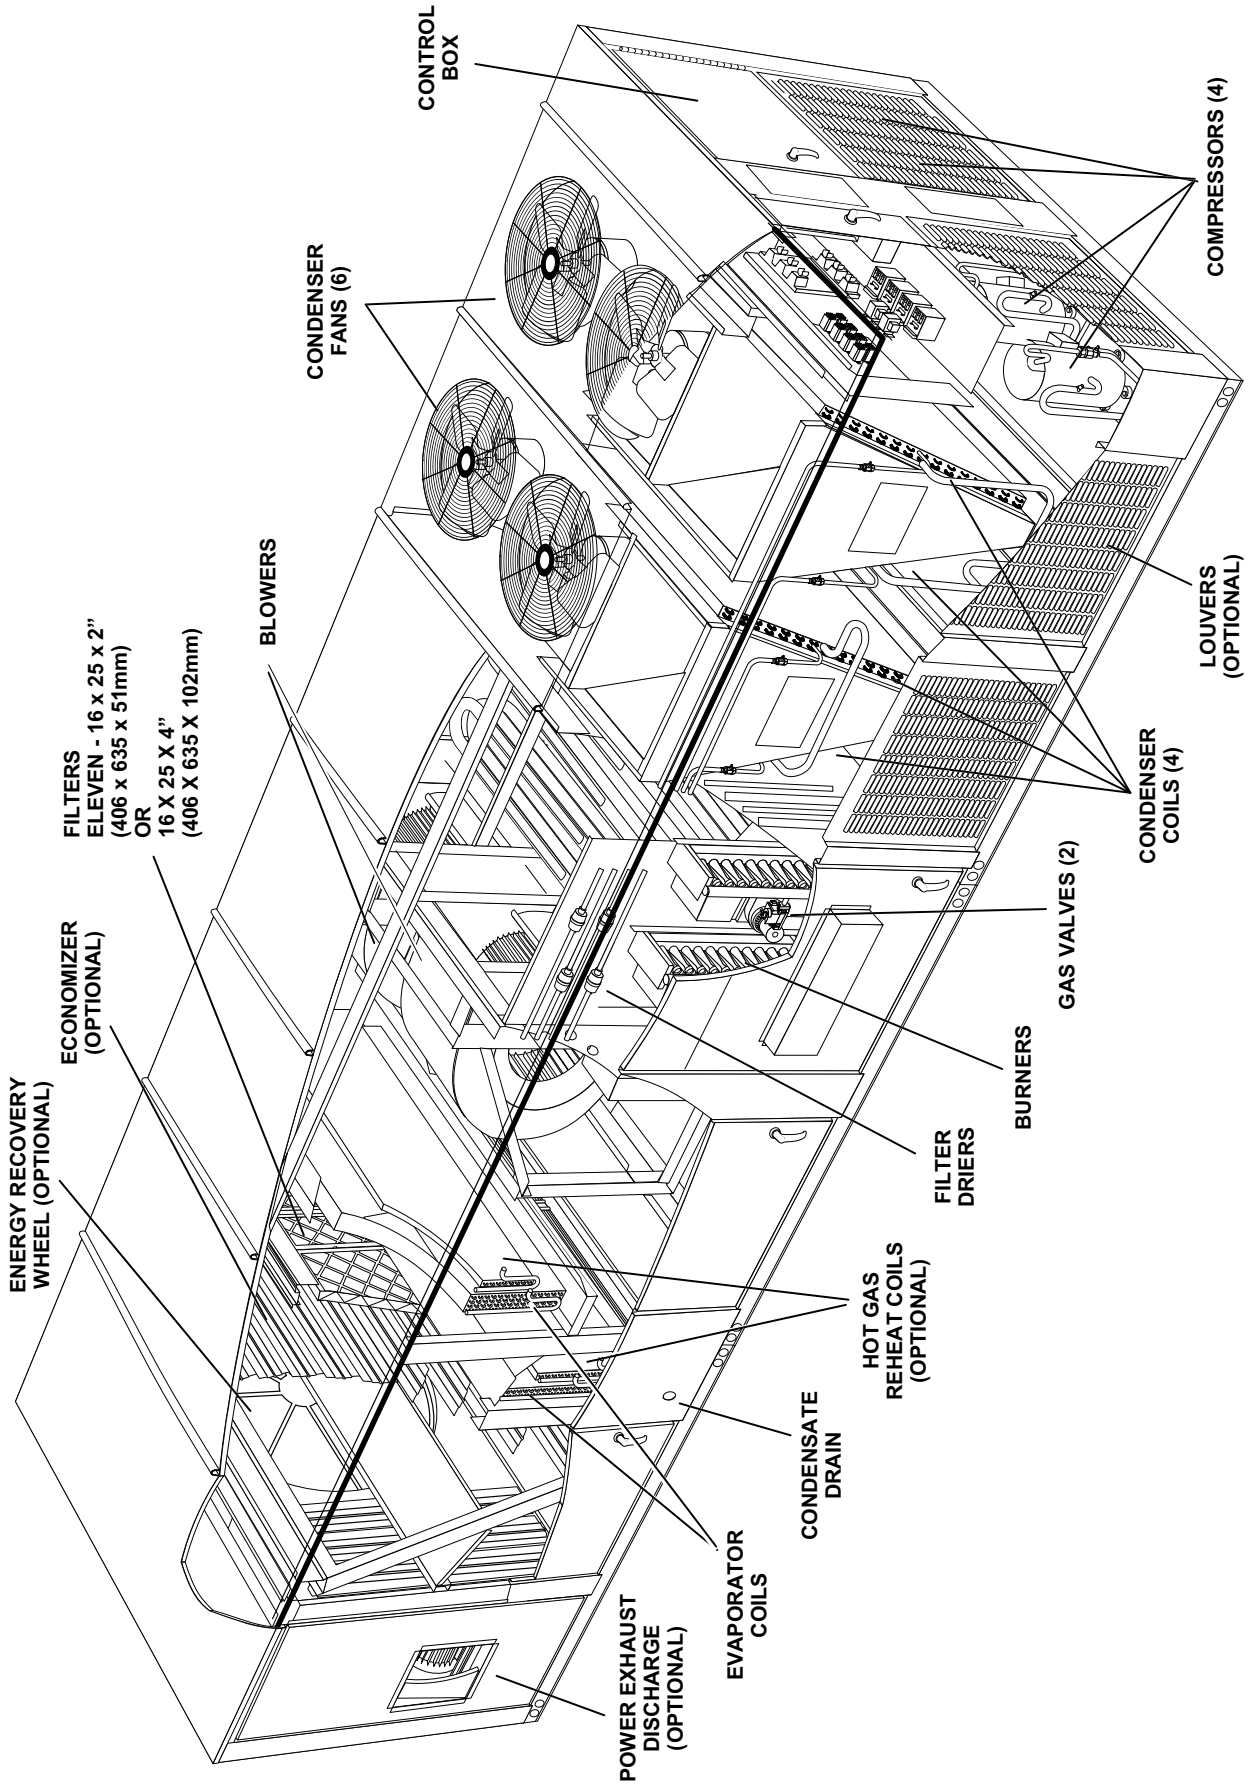 ENERGY RECOVERY
WHEEL (OPTIONAL)
ECONOMIZER
(OPTIONAL)
FILTERS
ELEVEN - 16 x 25 x 2”
(406 x 635 x 51mm)
OR
16 X 25 X 4”
(406 X 635 X 102mm)
BLOWERS
CONDENSER
FANS (6)
CONTROL
BOX
POWER EXHAUST
DISCHARGE
(OPTIONAL)
EVAPORATOR
COILS
CONDENSATE
DRAIN
HOT GAS
REHEAT COILS
(OPTIONAL)
FILTER
DRIERS
BURNERS
GAS VALVES (2)
CONDENSER
COILS (4)
LOUVERS
(OPTIONAL)
COMPRESSORS (4)